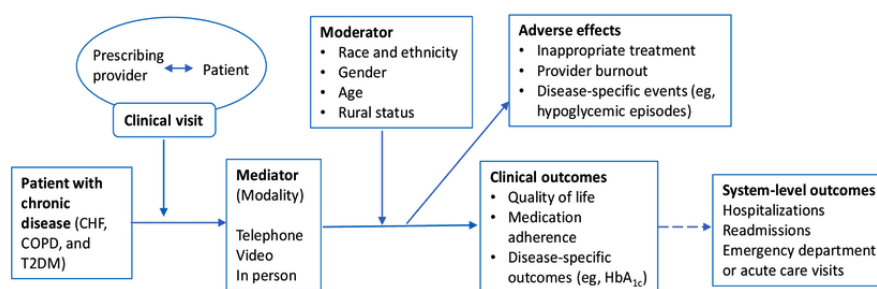 Prescribing
provider
Patient
Clinical visit
Moderator
• Race and ethnicity
• Gender
• Age
• Rural status
Adverse effects
• Inappropriate treatment
• Provider burnout
• Disease-specific events (eg,
hypoglycemic episodes)
Patient with
chronic
disease (CHF,
COPD, and
T2DM)
Mediator
(Modality)
Telephone
Video
In person
Clinical outcomes
• Quality of life
• Medication
adherence
• Disease-specific
outcomes (eg, HbA1c)
System-level outcomes
Hospitalizations
Readmissions
Emergency department
or acute care visits